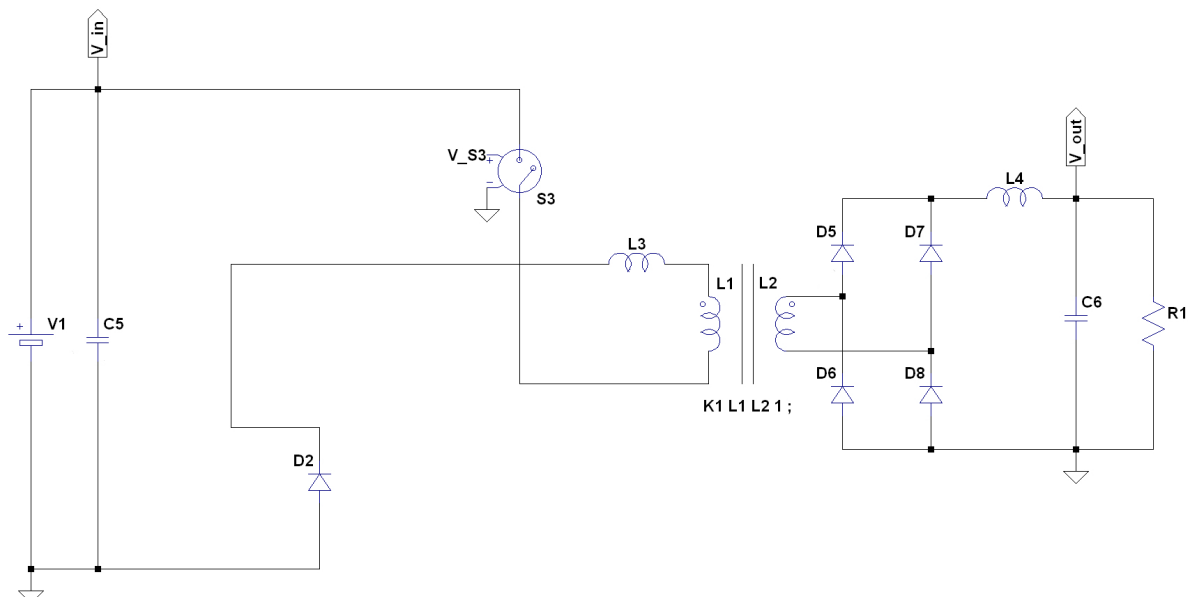 V_in
V_out
V_S3
+
-
S3
L4
D5
D7
L3
L1
L2
+
V1
C5
C6
R1
D6
D8
K1 L1 L2 1 ;
D2